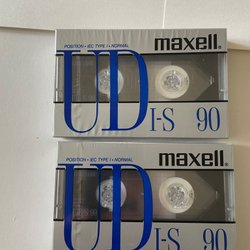 POSITION • IEC TYPE I • NORMAL
maxell
UD I-S 90
POSITION • IEC TYPE I • NORMAL
maxell
UD I-S 90